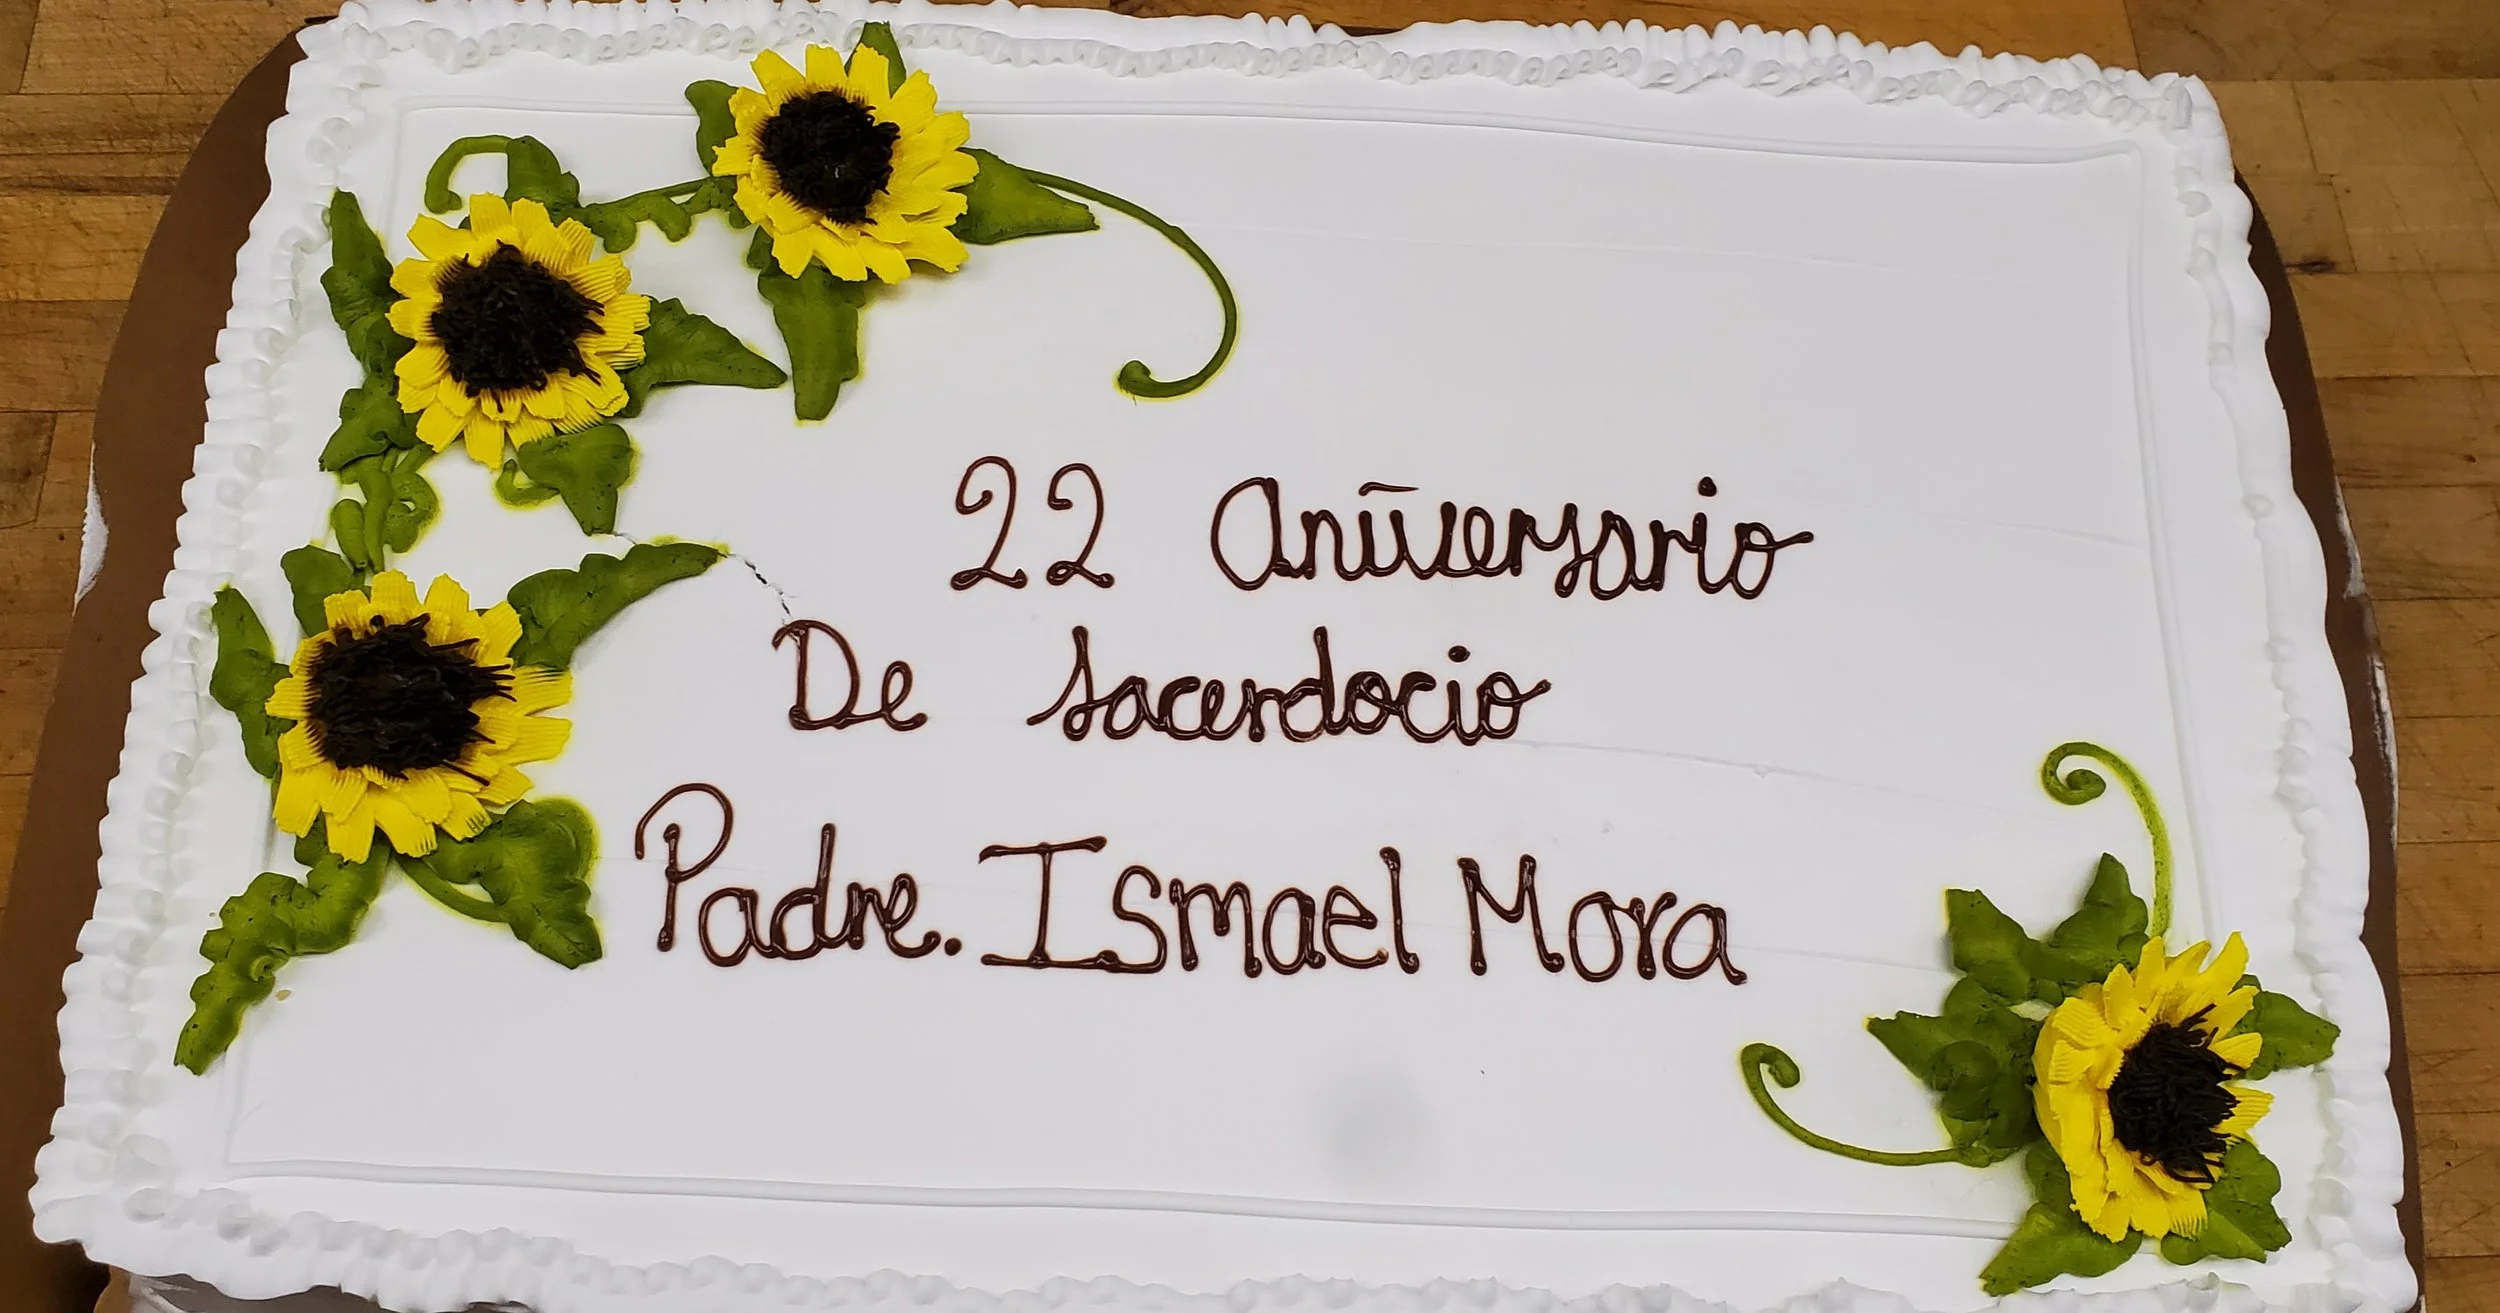 22 Aniversario
De sacerdocio
Padre. Ismael Mora